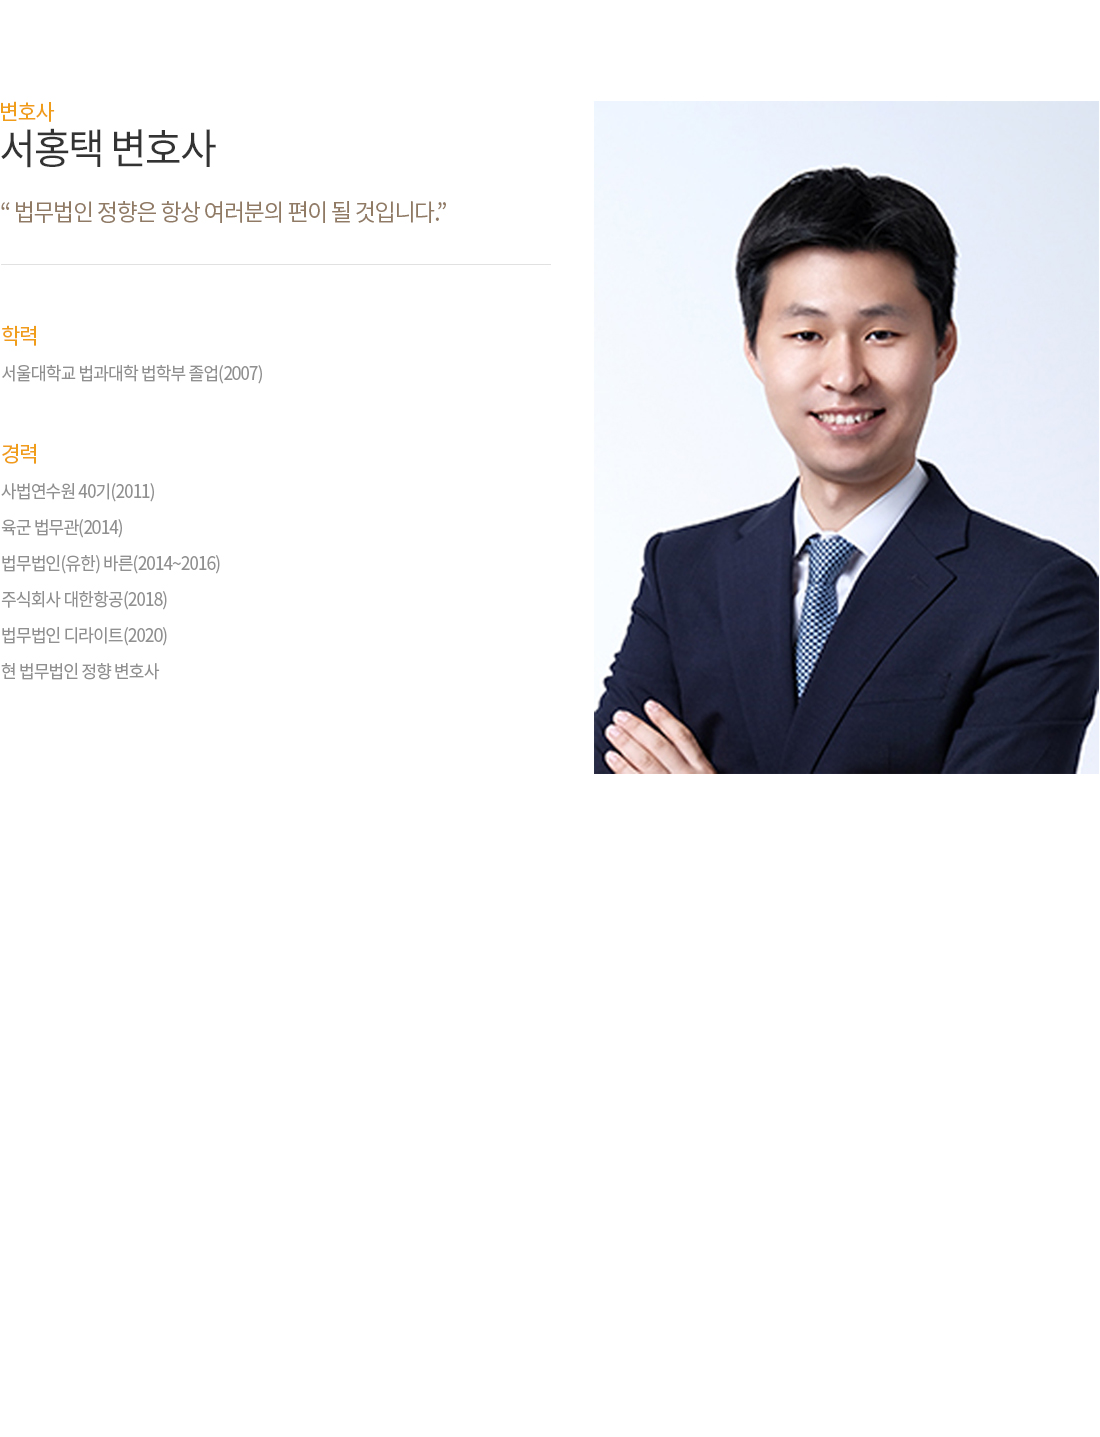 변호사
서홍택 변호사
“ 법무법인 정향은 항상 여러분의 편이 될 것입니다.”
학력
서울대학교 법과대학 법학부 졸업(2007)
경력
사법연수원 40기(2011)
육군 법무관(2014)
법무법인(유한) 바른(2014~2016)
주식회사 대한항공(2018)
법무법인 디라이트(2020)
현 법무법인 정향 변호사